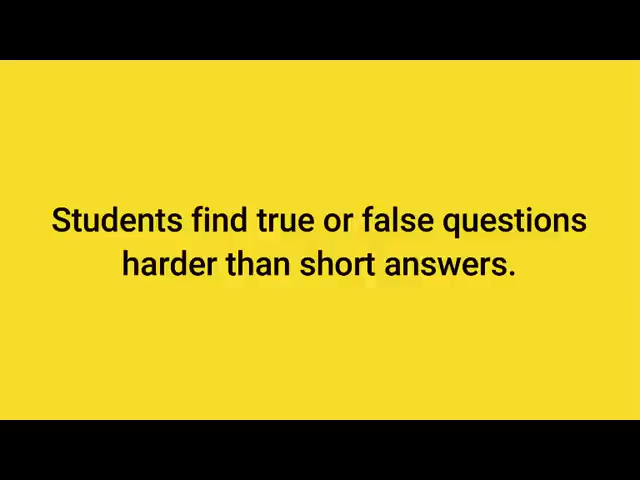 Students find true or false questions
harder than short answers.